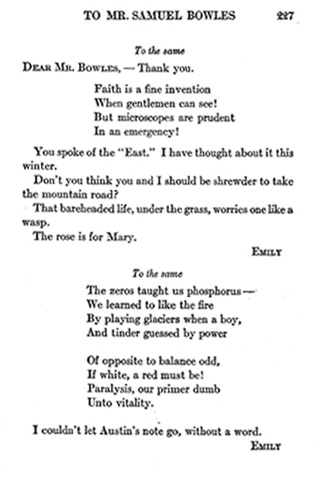 TO MR. SAMUEL BOWLES 227
To the same
DEAR MR. BOWLES, — Thank you.
Faith is a fine invention
When gentlemen can see!
But microscopes are prudent
In an emergency!
You spoke of the "East." I have thought about it this
winter.
Don't you think you and I should be shrewder to take
the mountain road?
That bareheaded life, under the grass, worries one like a
wasp.
The rose is for Mary.
EMILY
To the same
The zeros taught us phosphorus —
We learned to like the fire
By playing glaciers when a boy,
And tinder guessed by power
Of opposite to balance odd,
If white, a red must be!
Paralysis, our primer dumb
Unto vitality.
I couldn't let Austin's note go, without a word.
EMILY